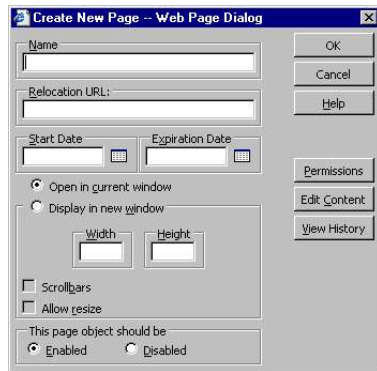 Create New Page -- Web Page Dialog
Name
OK
Cancel
Relocation URL:
Help
Start Date
Expiration Date
Permissions
Open in current window
Edit Content
Display in new window
View History
Width
Height
Scrollbars
Allow resize
This page object should be
Enabled
Disabled